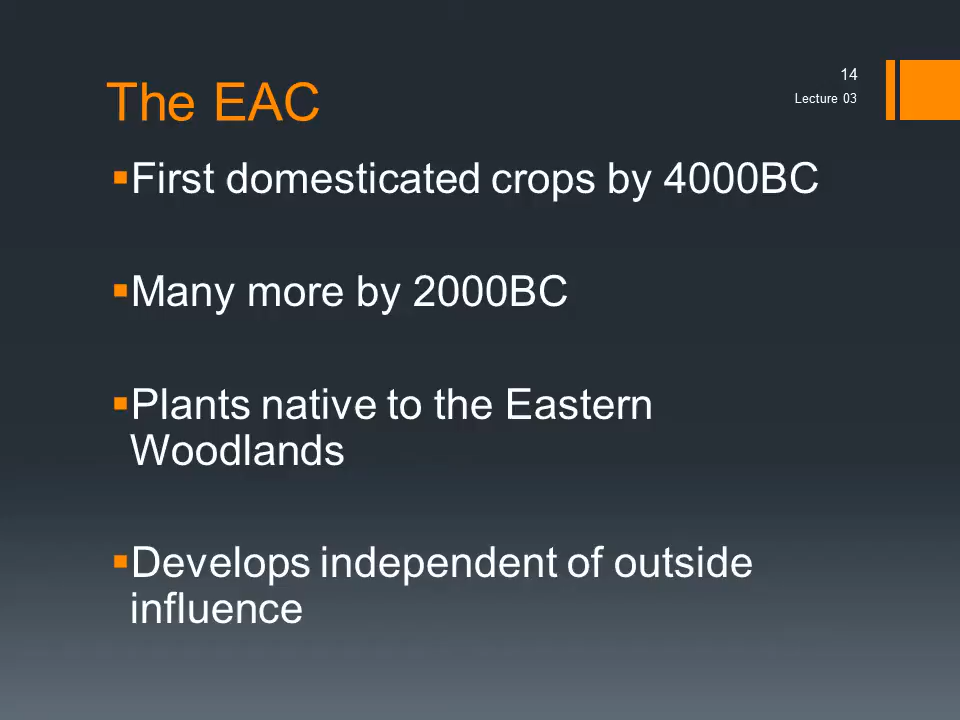 14
The EAC
Lecture 03
▪First domesticated crops by 4000BC
▪Many more by 2000BC
▪Plants native to the Eastern
Woodlands
▪Develops independent of outside
influence